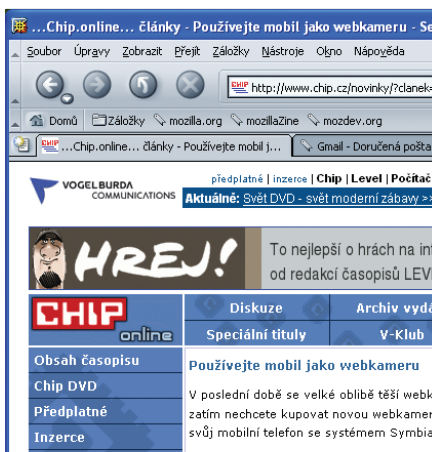 ...Chip.online... články - Používejte mobil jako webkameru - Se
Soubor Úpravy Zobrazit Přejít Záložky Nástroje Okno Nápověda
http://www.chip.cz/novinky/?clanek=
Domů Záložky mozilla.org mozillaZine mozdev.org
...Chip.online... články - Používejte mobil j... Gmail - Doručená pošta
VOGEL BURDA
COMMUNICATIONS
předplatné | inzerce | Chip | Level | Počítač
Aktuálně: Svět DVD - svět moderní zábavy >>
HREJ!
To nejlepší o hrách na int
od redakcí časopisů LEVE
CHIP
online
Diskuze Archiv vydá
Speciální tituly V-Klub
Obsah časopisu
Chip DVD
Předplatné
Inzerce
Používejte mobil jako webkameru
V poslední době se velké oblibě těší webk
zatím nechcete kupovat novou webkamer
svůj mobilní telefon se systémem Symbia